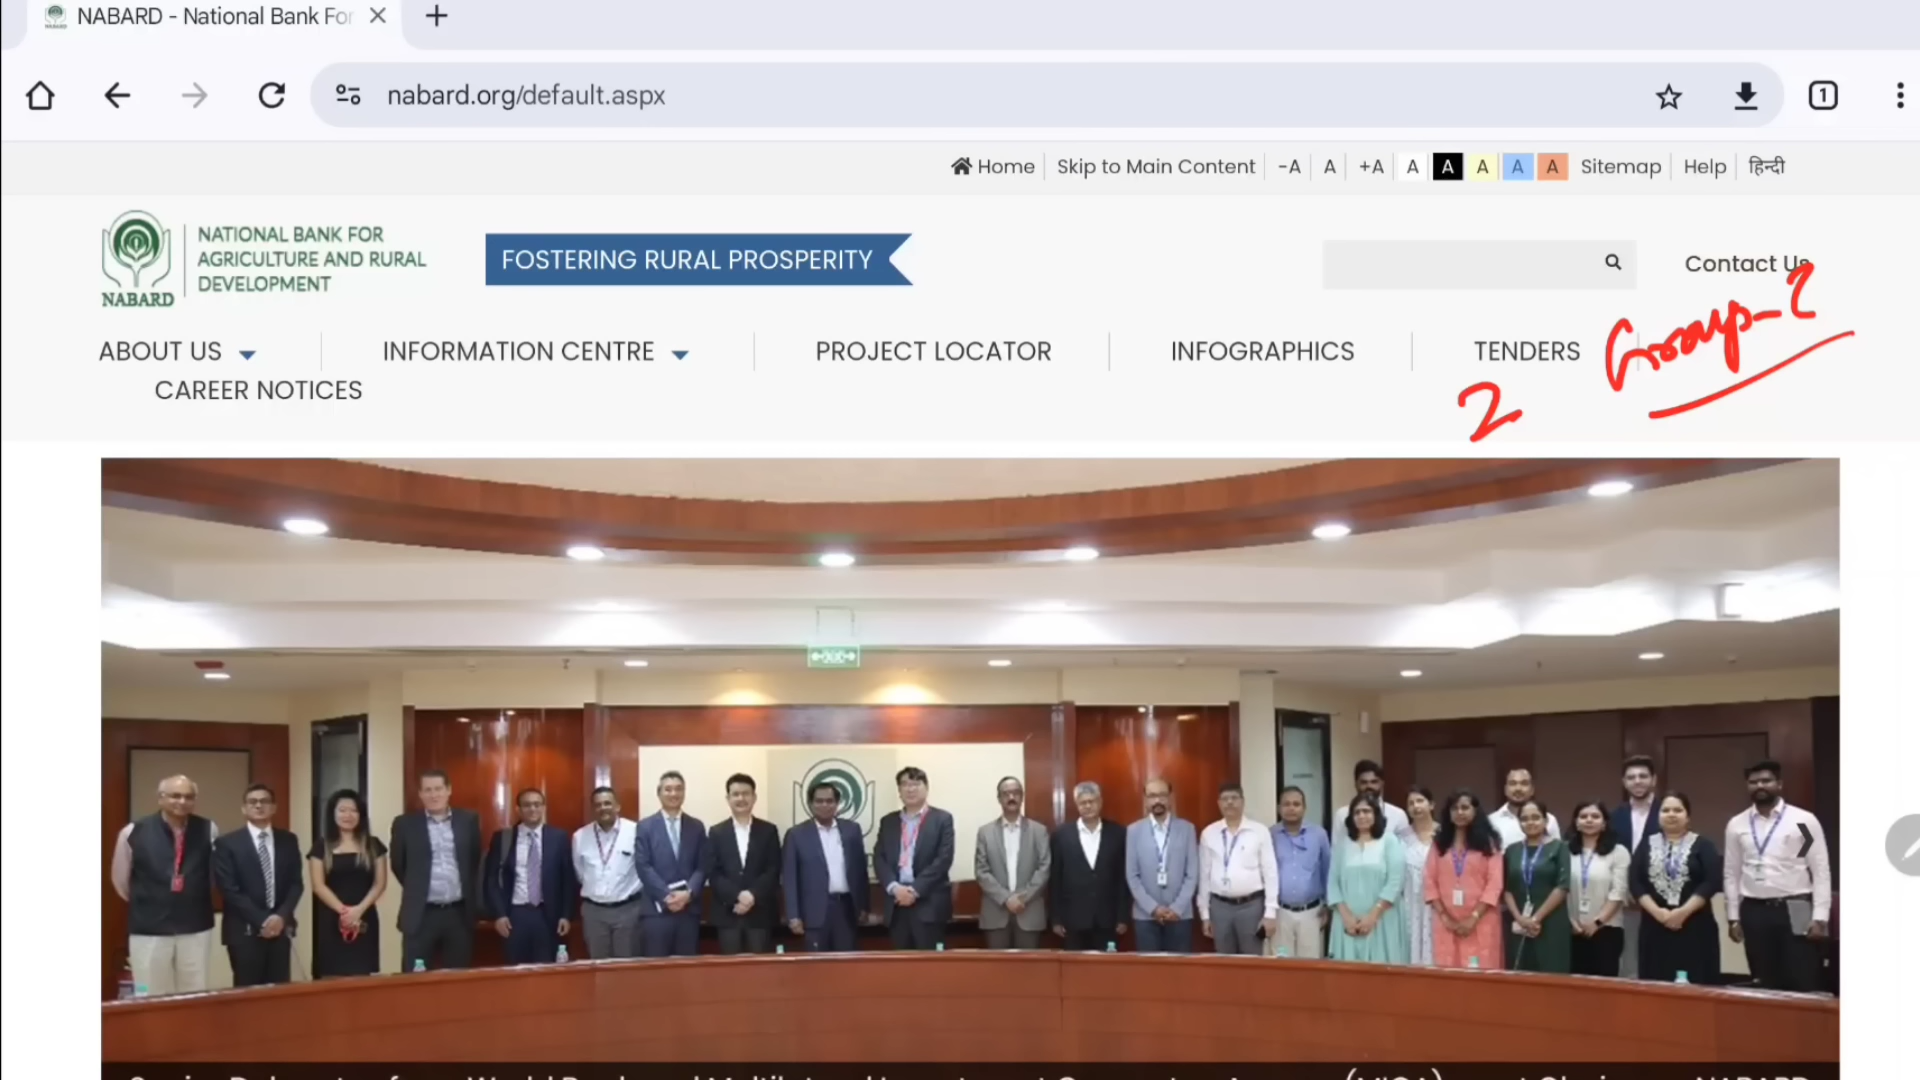 NABARD - National Bank For
nabard.org/default.aspx
1
Home Skip to Main Content -A A +A A A A A A Sitemap Help हिन्दी
NATIONAL BANK FOR
AGRICULTURE AND RURAL
DEVELOPMENT
NABARD
FOSTERING RURAL PROSPERITY
Contact Us
Group-2
ABOUT US INFORMATION CENTRE PROJECT LOCATOR INFOGRAPHICS TENDERS
CAREER NOTICES
2